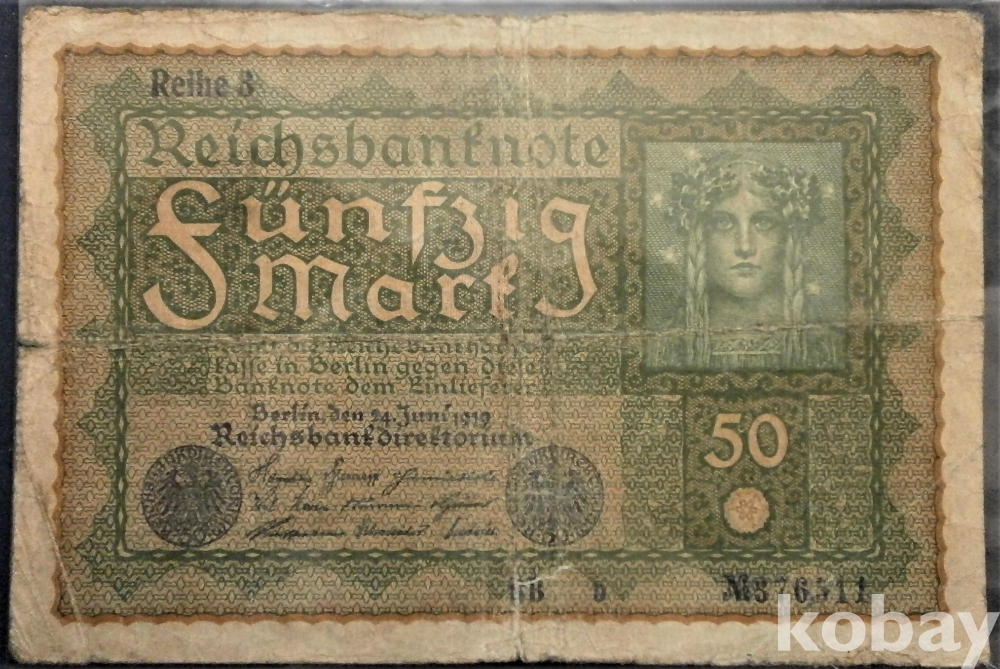 Reihe 3
Reichsbanknote
Fünfzig
Mark
kasse in Berlin gegen diese
Banknote dem Einlieferer
Berlin, den 24. Juni 1919
Reichsbankdirektorium
50
D
№376511
kobay